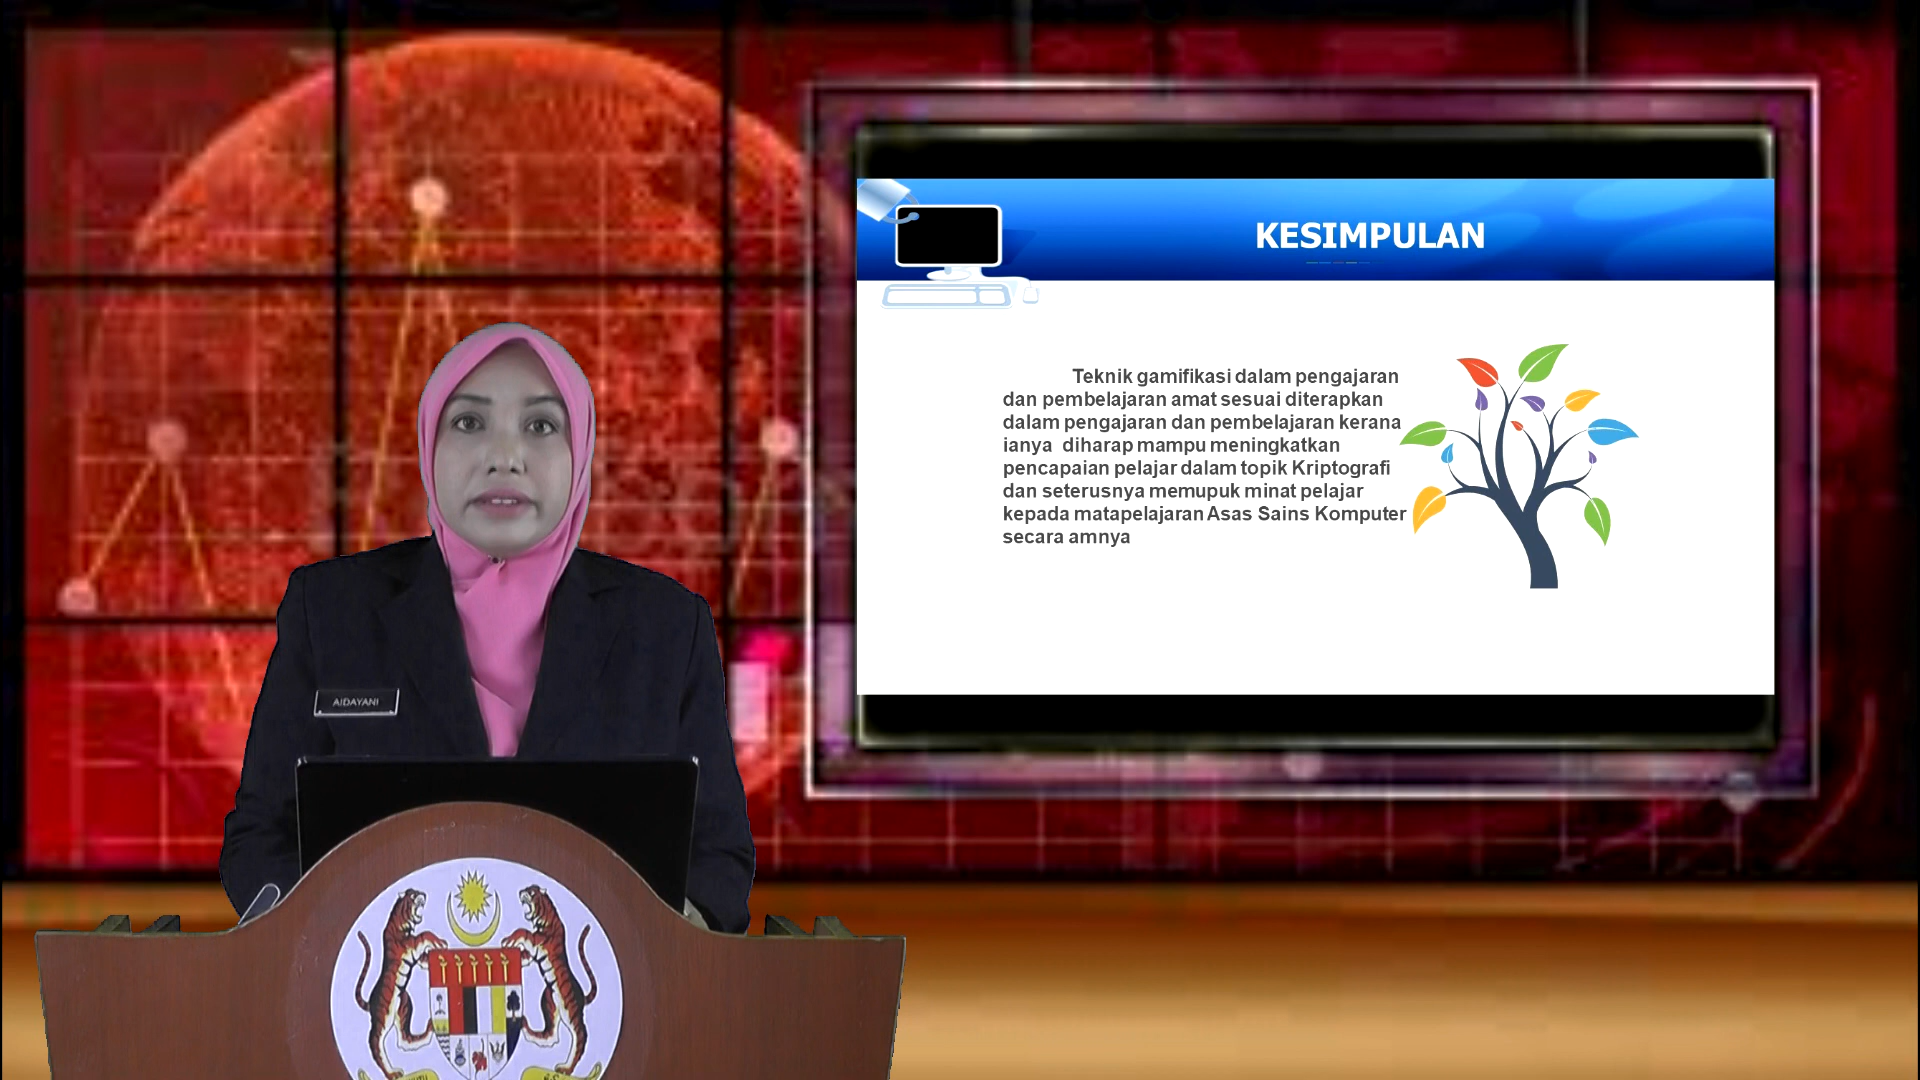 KESIMPULAN
Teknik gamifikasi dalam pengajaran
dan pembelajaran amat sesuai diterapkan
dalam pengajaran dan pembelajaran kerana
ianya diharap mampu meningkatkan
pencapaian pelajar dalam topik Kriptografi
dan seterusnya memupuk minat pelajar
kepada matapelajaran Asas Sains Komputer
secara amnya
AIDAYANI